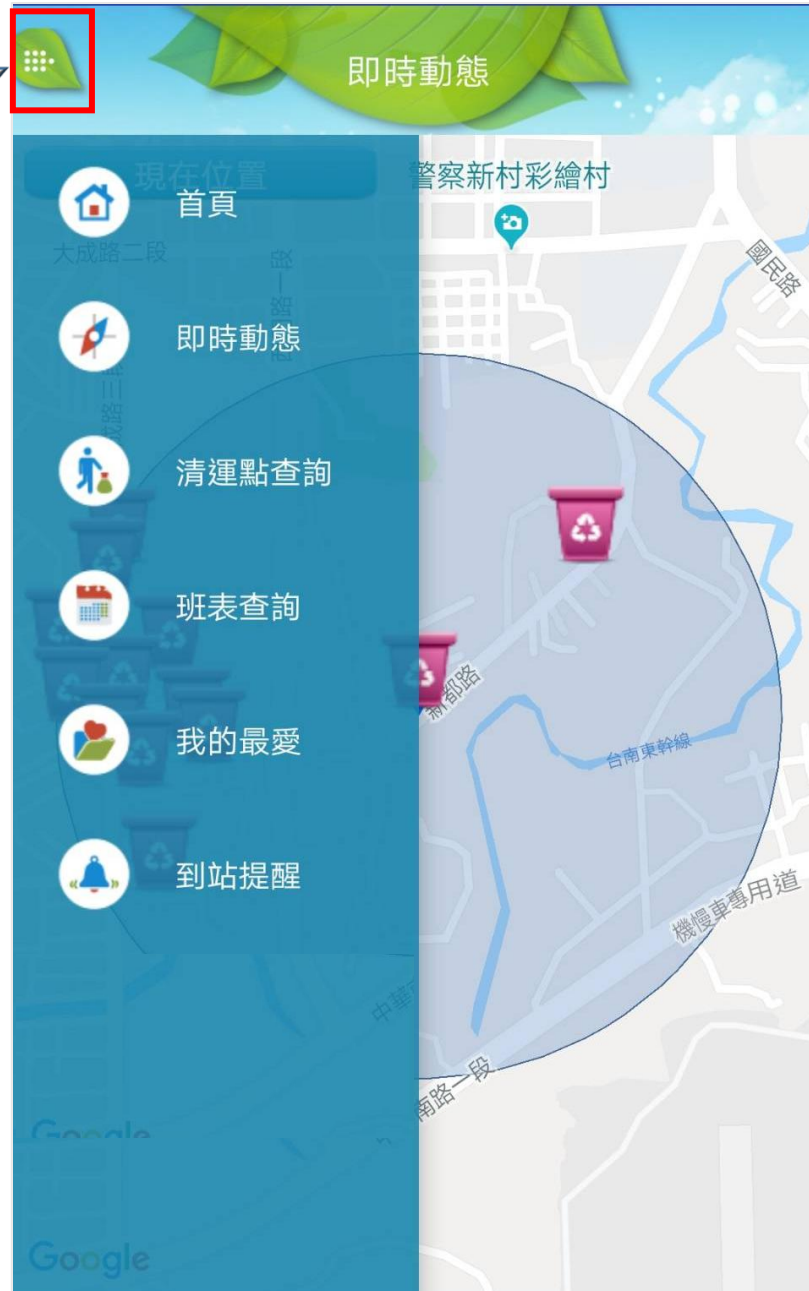 即時動態
現在位置
警察新村彩繪村
首頁
大成路二段
國民路
即時動態
清運點查詢
班表查詢
新都路
我的最愛
台南東幹線
到站提醒
機慢車專用道
中華
南路一段
Google
Google